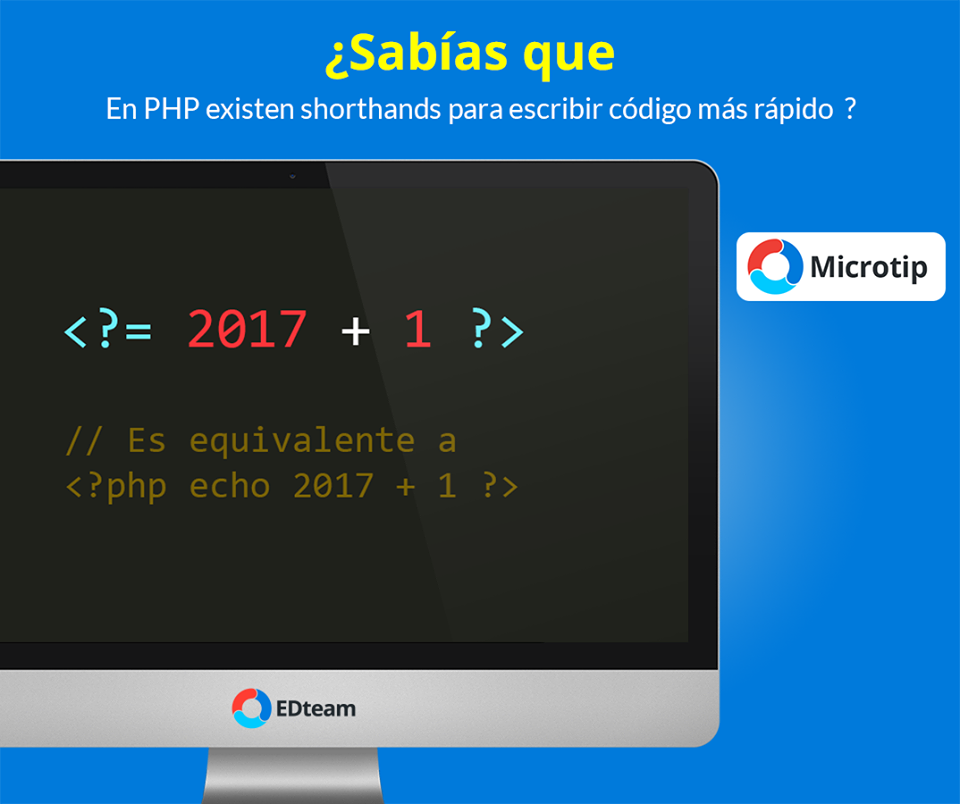 ¿Sabías que
En PHP existen shorthands para escribir código más rápido ?
Microtip
<?= 2017 + 1 ?>
// Es equivalente a
<?php echo 2017 + 1 ?>
EDteam